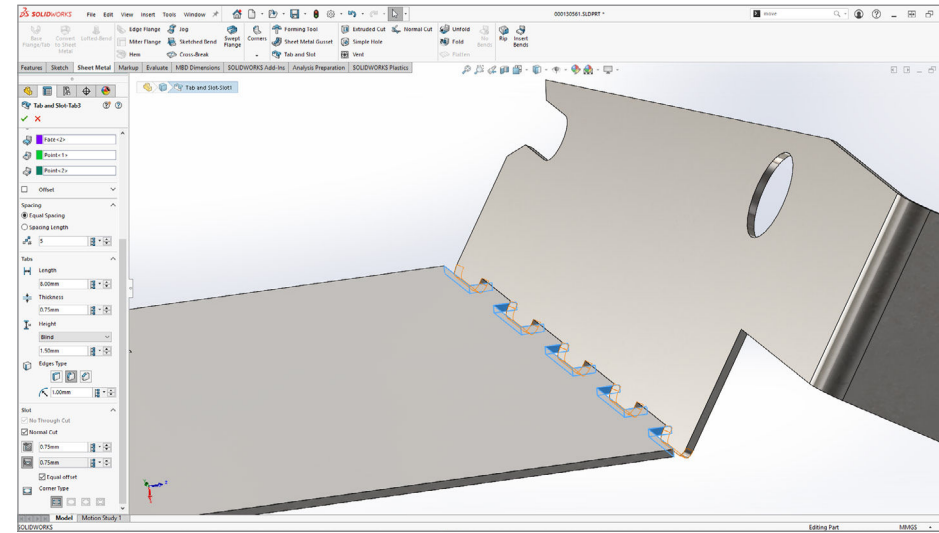 SOLIDWORKS File Edit View Insert Tools Window
000130561.SLDPRT *
move
Base Flange/Tab
Convert to Sheet Metal
Lofted-Bend
Edge Flange
Miter Flange
Hem
Jog
Sketched Bend
Cross-Break
Swept Flange
Corners
Forming Tool
Sheet Metal Gusset
Tab and Slot
Extruded Cut
Simple Hole
Vent
Normal Cut
Unfold
Fold
Flatten
No Bends
Rip
Insert Bends
Features Sketch Sheet Metal Markup Evaluate MBD Dimensions SOLIDWORKS Add-Ins Analysis Preparation SOLIDWORKS Plastics
Tab and Slot-Slot1
Tab and Slot-Tab3
Face<2>
Point<1>
Point<2>
Offset
Spacing
Equal Spacing
Spacing Length
5
Tabs
Length
8.00mm
Thickness
0.75mm
Height
Blind
1.50mm
Edges Type
1.00mm
Slot
No Through Cut
Normal Cut
0.75mm
0.75mm
Equal offset
Corner Type
Model Motion Study 1
SOLIDWORKS
Editing Part
MMGS